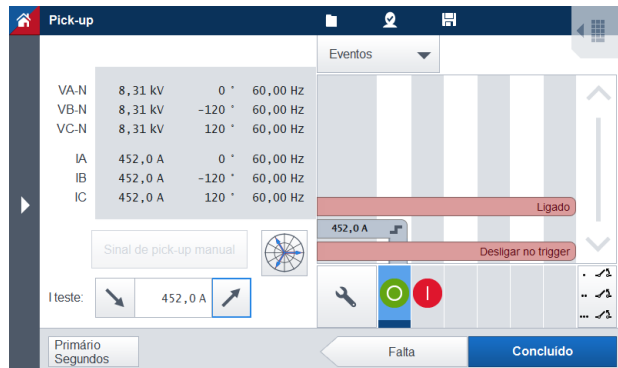 Pick-up
Eventos
VA-N 8,31 kV 0 ° 60,00 Hz
VB-N 8,31 kV -120 ° 60,00 Hz
VC-N 8,31 kV 120 ° 60,00 Hz
IA 452,0 A 0 ° 60,00 Hz
IB 452,0 A -120 ° 60,00 Hz
IC 452,0 A 120 ° 60,00 Hz
Ligado
452,0 A
Desligar no trigger
Sinal de pick-up manual
I teste: 452,0 A
Primário
Segundos
Falta
Concluído